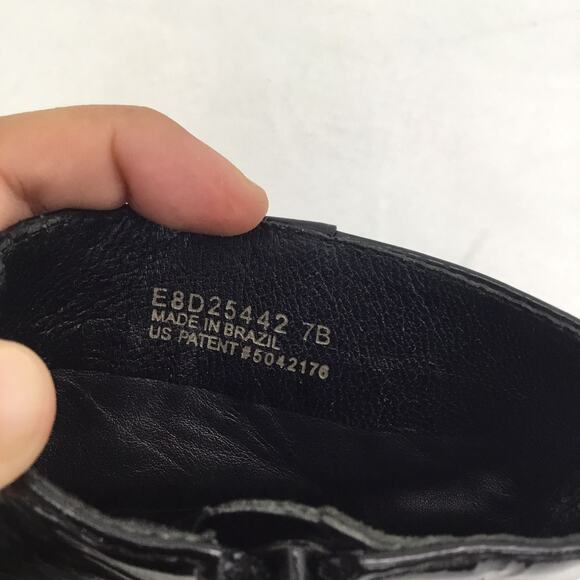 E8D25442 7B
MADE IN BRAZIL
US PATENT #5042176